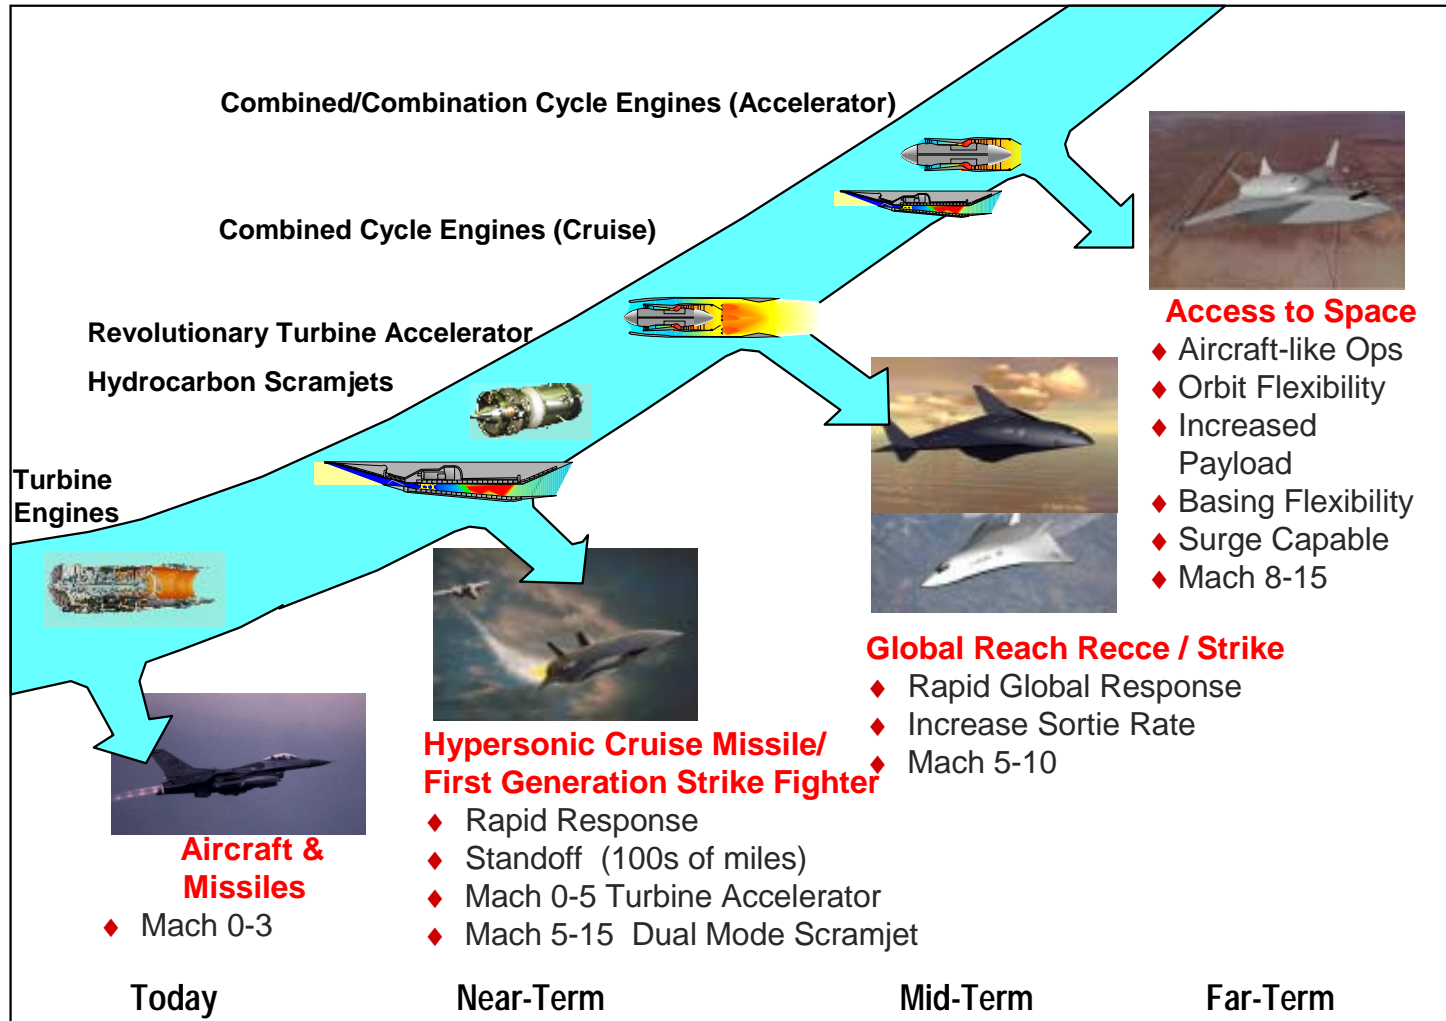 Combined/Combination Cycle Engines (Accelerator)
Combined Cycle Engines (Cruise)
Revolutionary Turbine Accelerator
Hydrocarbon Scramjets
Turbine
Engines
Aircraft &
Missiles
♦ Mach 0-3
Hypersonic Cruise Missile/
First Generation Strike Fighter
♦ Rapid Response
♦ Standoff (100s of miles)
♦ Mach 0-5 Turbine Accelerator
♦ Mach 5-15 Dual Mode Scramjet
Global Reach Recce / Strike
♦ Rapid Global Response
♦ Increase Sortie Rate
♦ Mach 5-10
Access to Space
♦ Aircraft-like Ops
♦ Orbit Flexibility
♦ Increased
Payload
♦ Basing Flexibility
♦ Surge Capable
♦ Mach 8-15
Today
Near-Term
Mid-Term
Far-Term